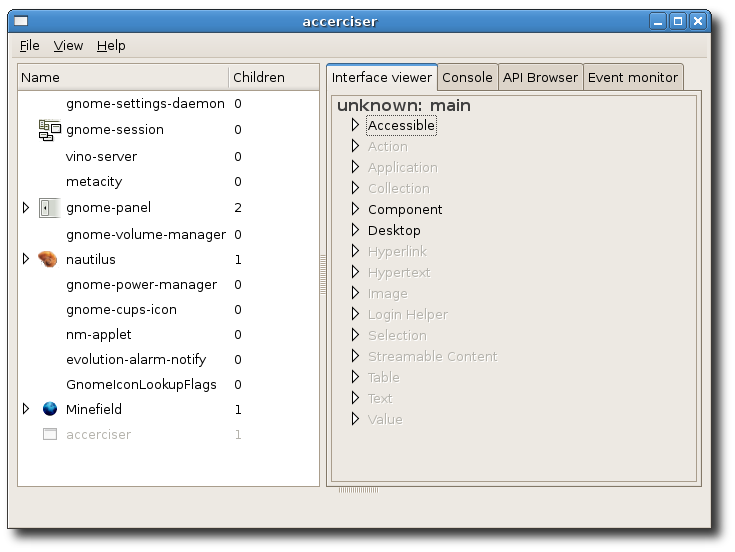 accerciser
File View Help
Name Children
gnome-settings-daemon 0
gnome-session 0
vino-server 0
metacity 0
gnome-panel 2
gnome-volume-manager 0
nautilus 1
gnome-power-manager 0
gnome-cups-icon 0
nm-applet 0
evolution-alarm-notify 0
GnomeIconLookupFlags 0
Minefield 1
accerciser 1
Interface viewer Console API Browser Event monitor
unknown: main
Accessible
Action
Application
Collection
Component
Desktop
Hyperlink
Hypertext
Image
Login Helper
Selection
Streamable Content
Table
Text
Value